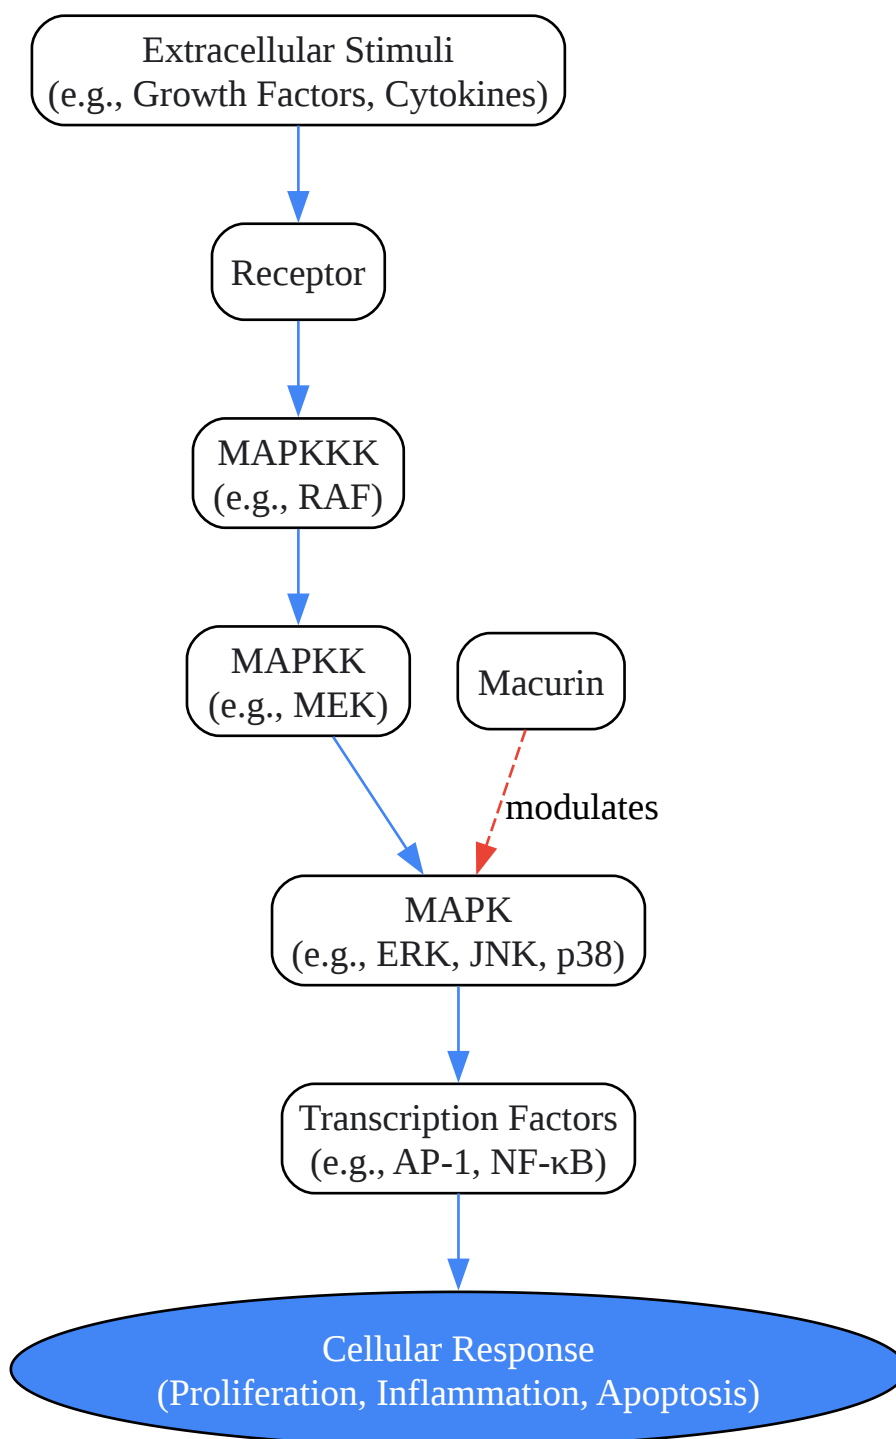 Extracellular Stimuli
(e.g., Growth Factors, Cytokines)
Receptor
MAPKKK
(e.g., RAF)
MAPKK
(e.g., MEK)
Macurin
modulates
MAPK
(e.g., ERK, JNK, p38)
Transcription Factors
(e.g., AP-1, NF-κB)
Cellular Response
(Proliferation, Inflammation, Apoptosis)